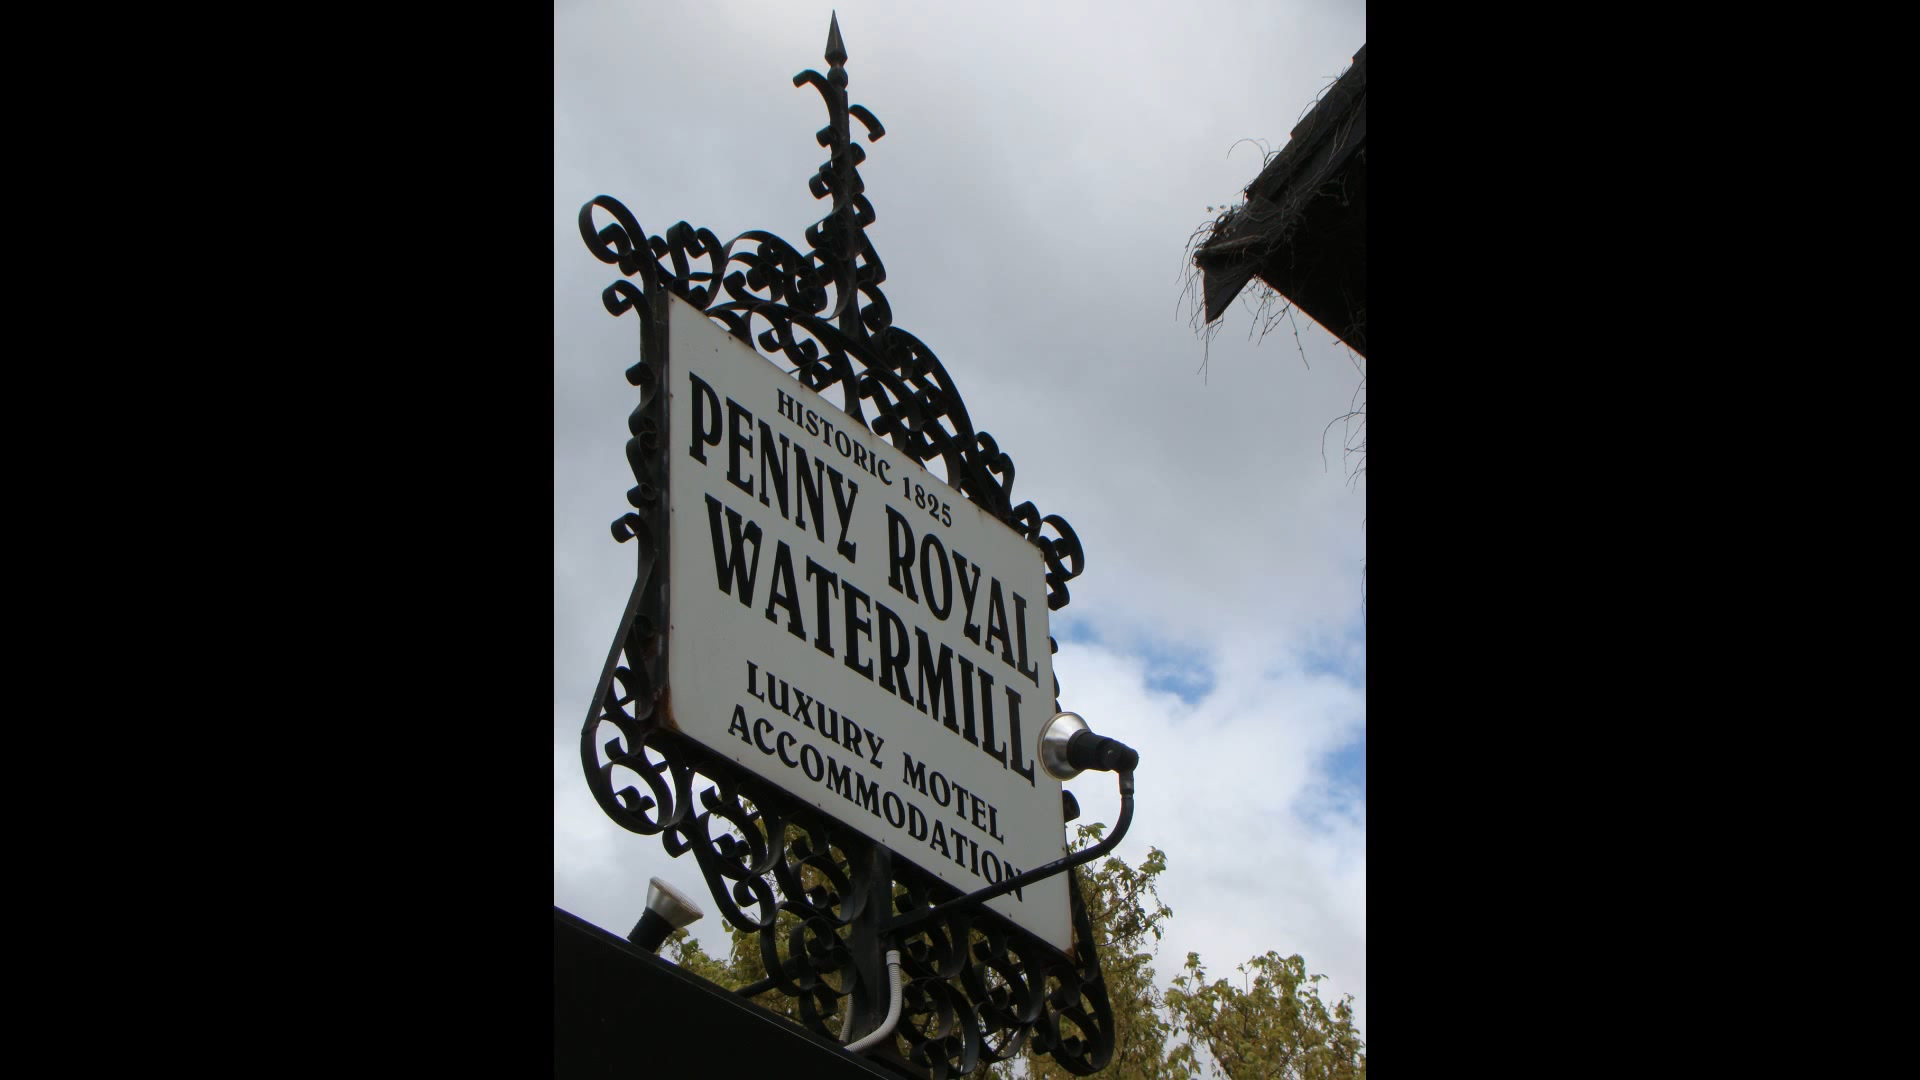 HISTORIC 1825
PENNY ROYAL
WATERMILL
LUXURY MOTEL
ACCOMMODATION